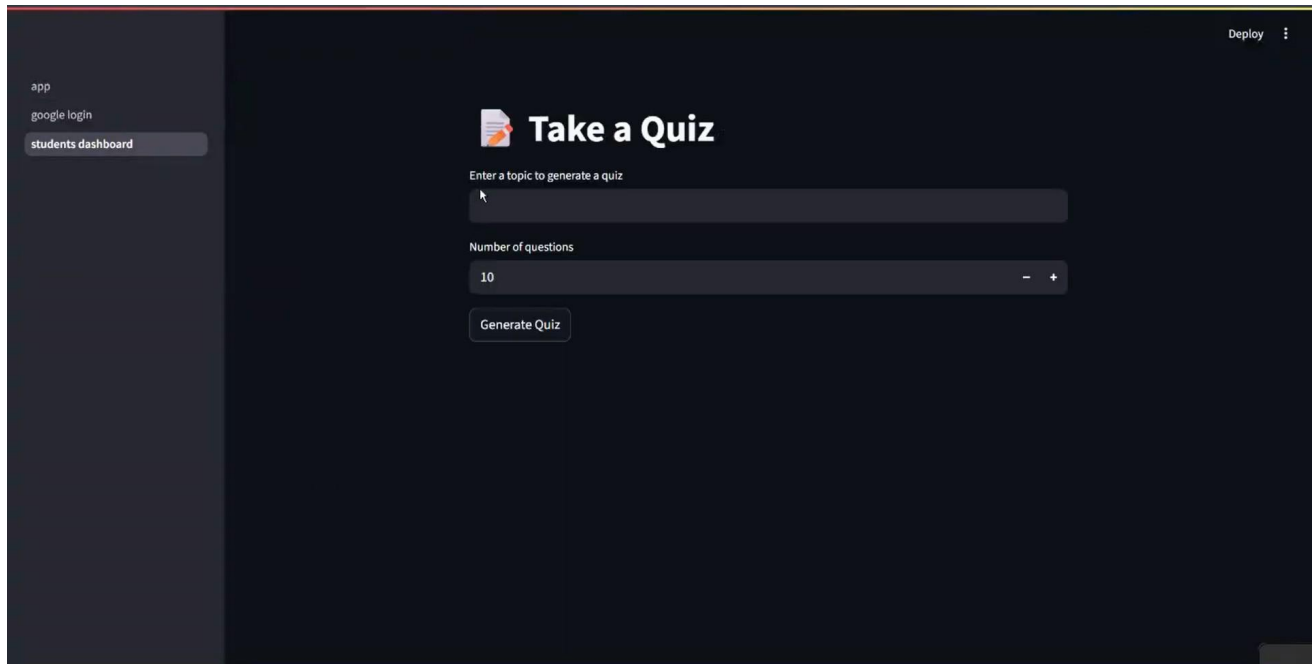 Deploy
app
google login
students dashboard
Take a Quiz
Enter a topic to generate a quiz
Number of questions
10
Generate Quiz